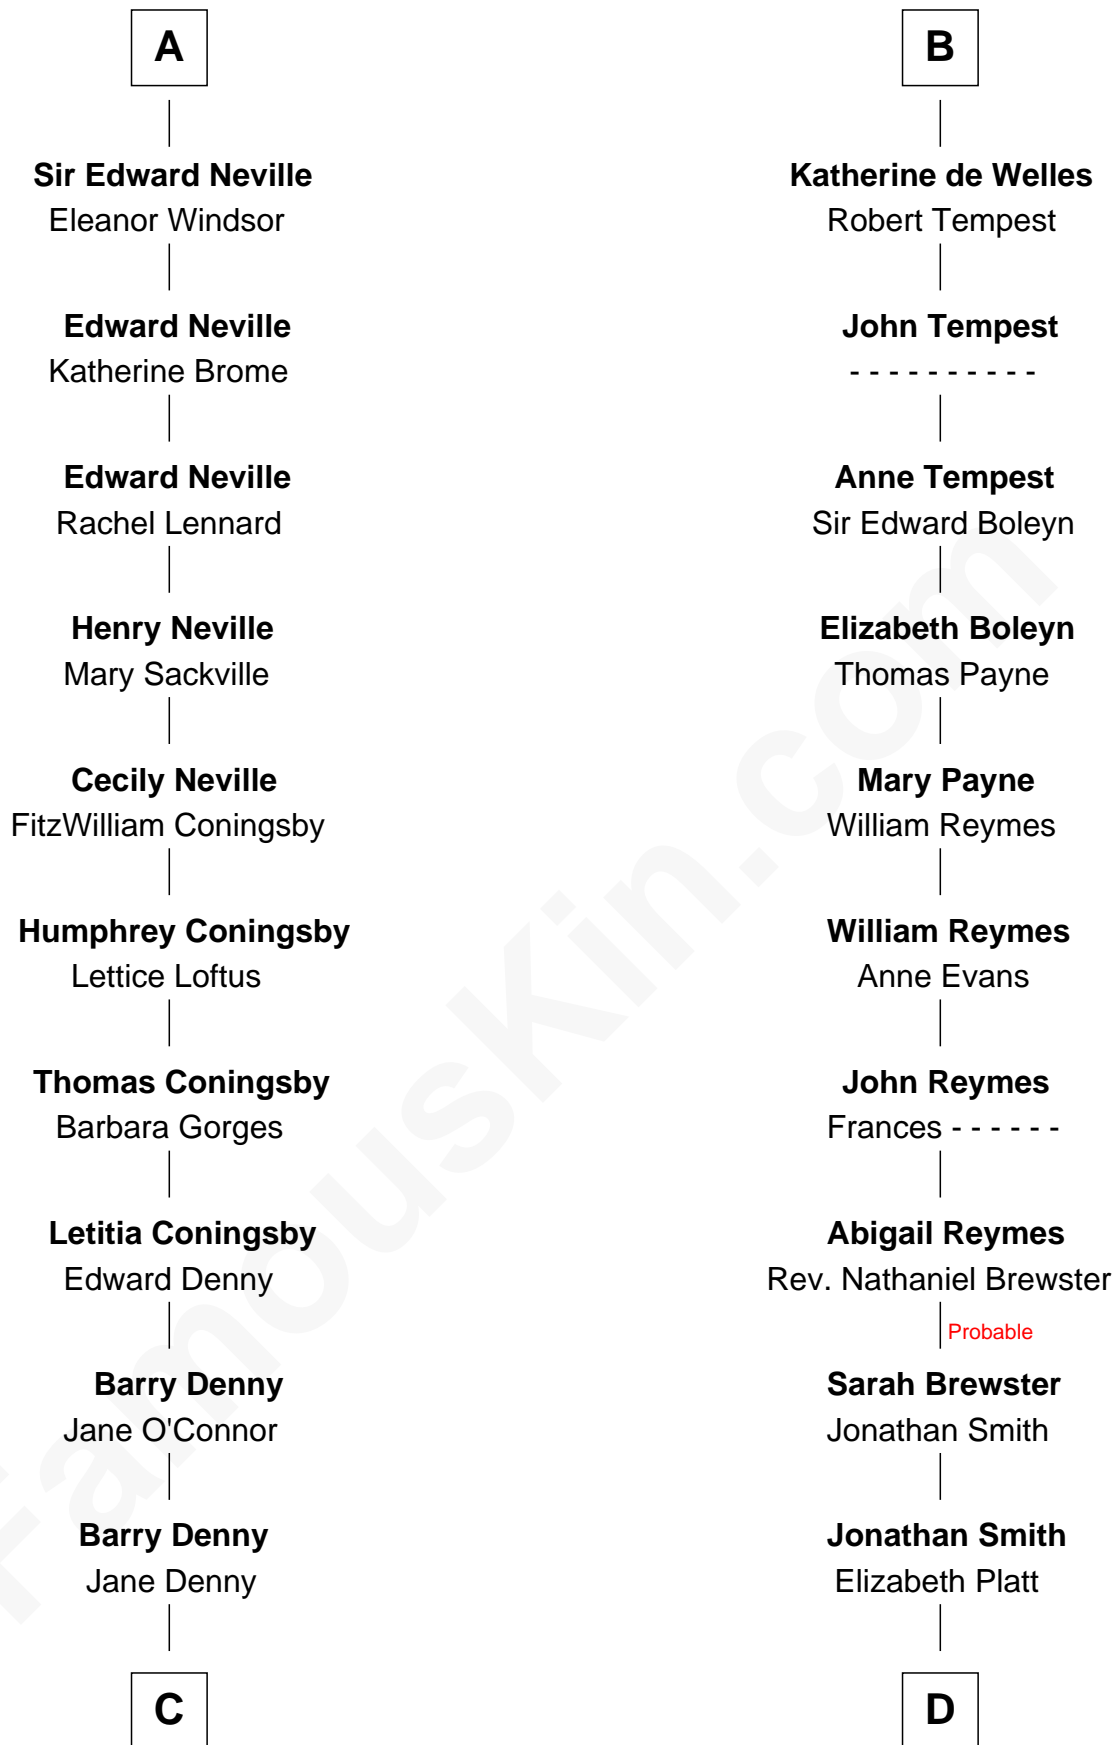 A
Sir Edward Neville
Eleanor Windsor
Edward Neville
Katherine Brome
Edward Neville
Rachel Lennard
Henry Neville
Mary Sackville
Cecily Neville
FitzWilliam Coningsby
Humphrey Coningsby
Lettice Loftus
Thomas Coningsby
Barbara Gorges
Letitia Coningsby
Edward Denny
Barry Denny
Jane O'Connor
Barry Denny
Jane Denny
C
B
Katherine de Welles
Robert Tempest
John Tempest
- - - - - - - - - -
Anne Tempest
Sir Edward Boleyn
Elizabeth Boleyn
Thomas Payne
Mary Payne
William Reymes
William Reymes
Anne Evans
John Reymes
Frances - - - - - -
Abigail Reymes
Rev. Nathaniel Brewster
Probable
Sarah Brewster
Jonathan Smith
Jonathan Smith
Elizabeth Platt
D
FamousKin.com